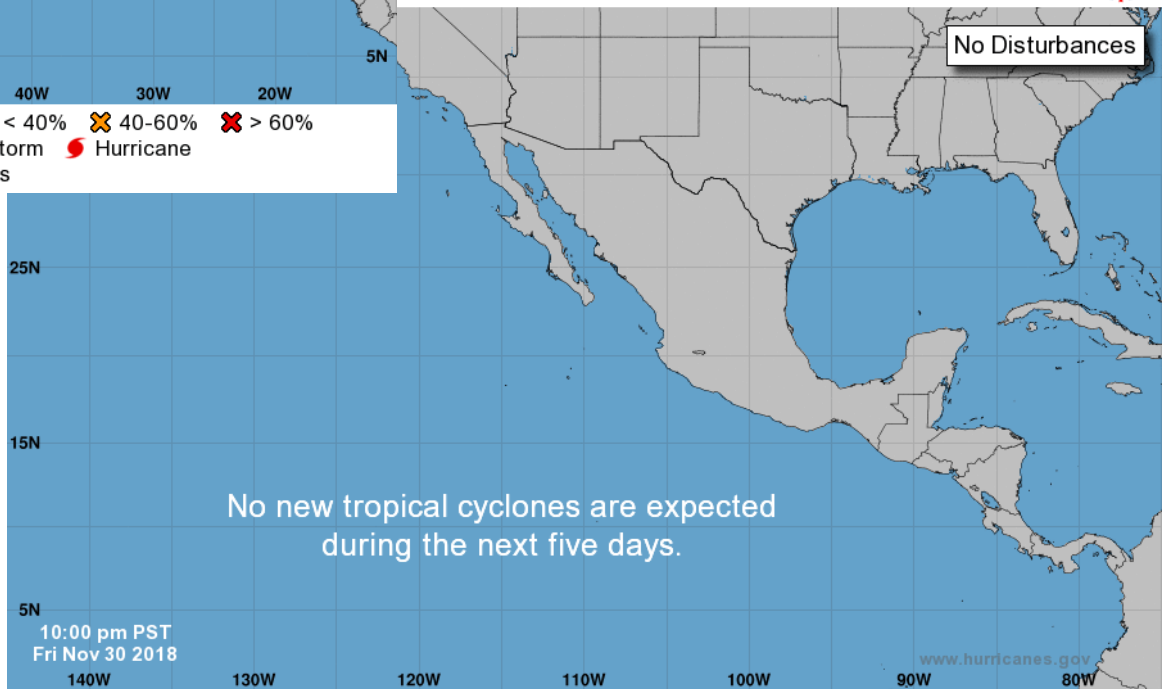 5N
40W 30W 20W
< 40% 40-60% > 60%
torm Hurricane
s
No Disturbances
25N
15N
No new tropical cyclones are expected
during the next five days.
5N
10:00 pm PST
Fri Nov 30 2018
www.hurricanes.gov
140W 130W 120W 110W 100W 90W 80W